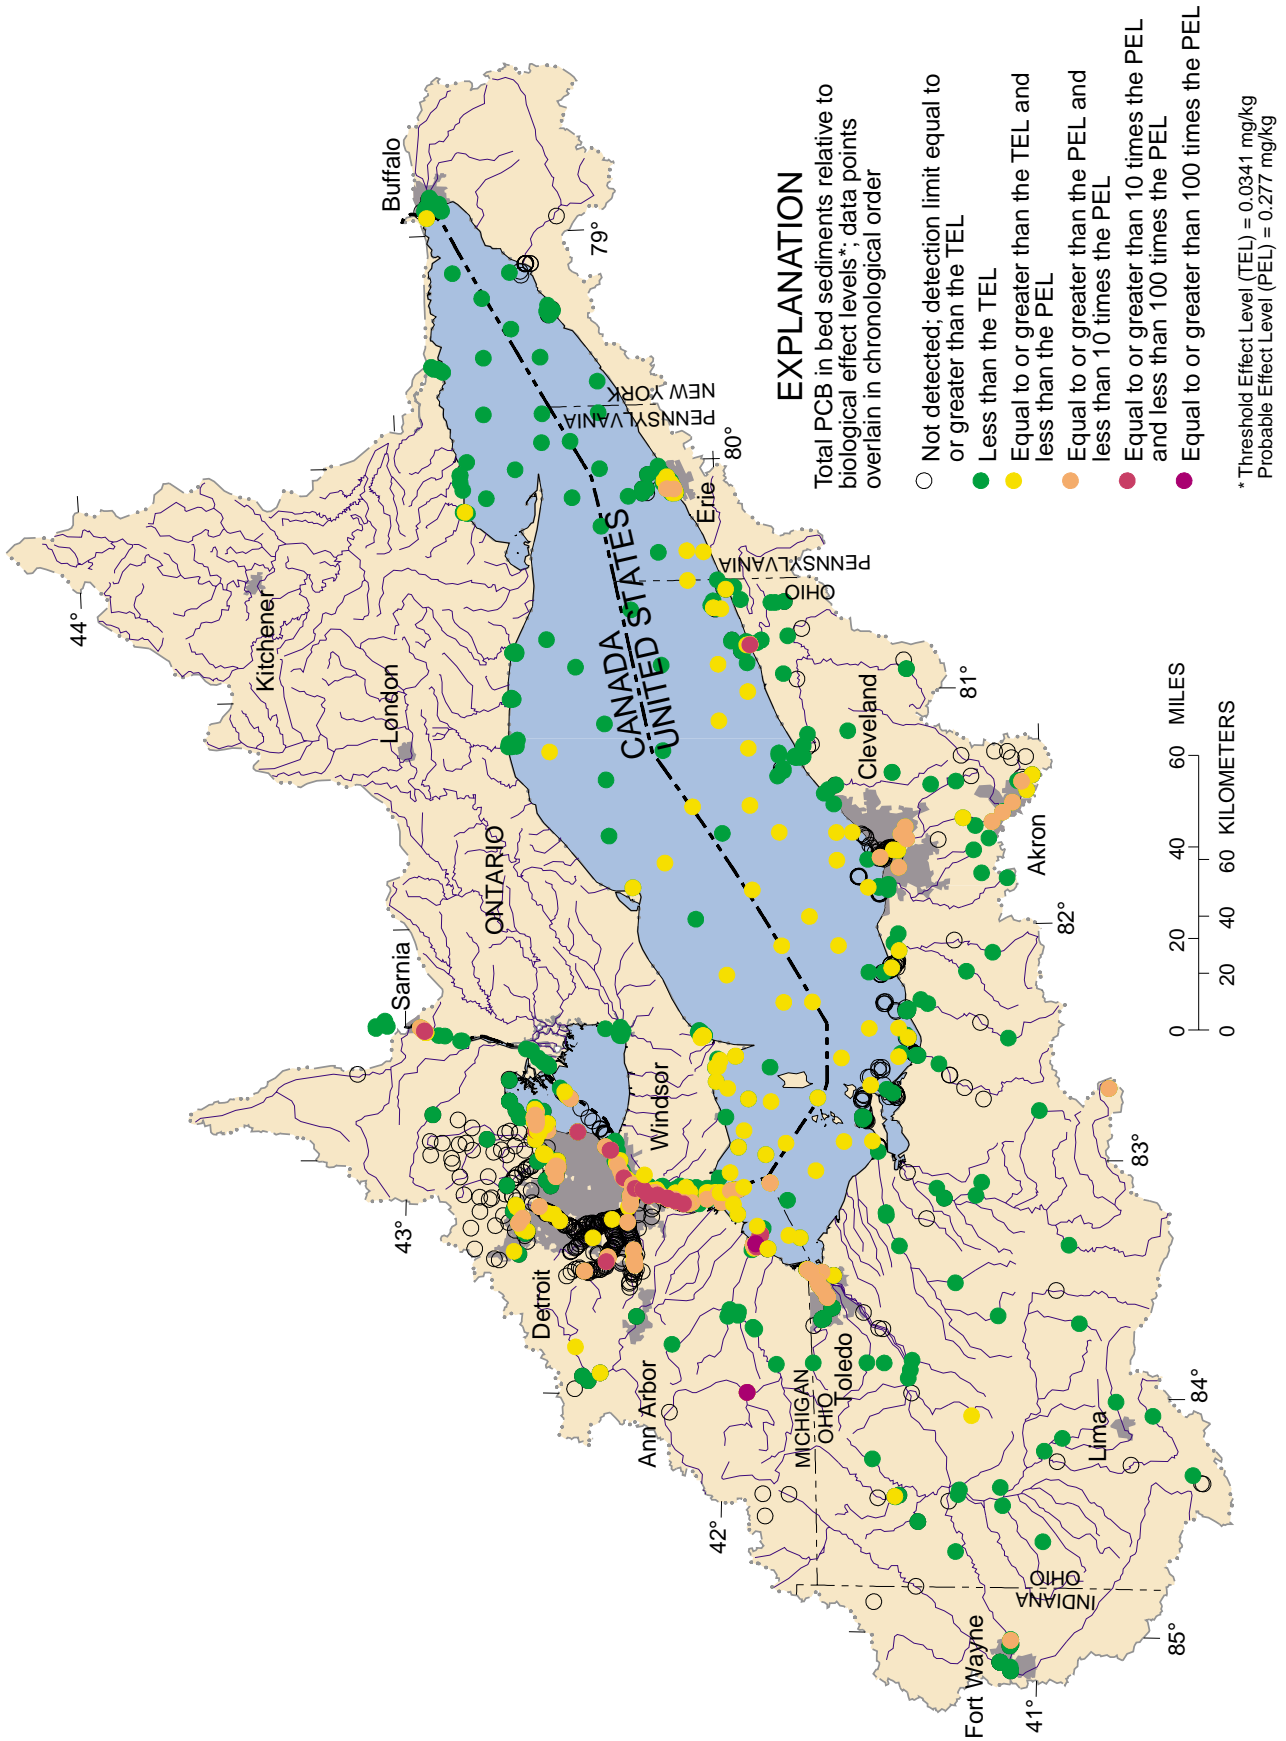 Buffalo
79°
NEW YORK
PENNSYLVANIA
80°
Erie
PENNSYLVANIA
OHIO
44°
Kitchener
London
CANADA
UNITED STATES
Cleveland
81°
Akron
82°
ONTARIO
Sarnia
Windsor
43°
Detroit
Ann Arbor
83°
MICHIGAN
OHIO
Toledo
84°
Lima
42°
INDIANA
OHIO
Fort Wayne
85°
41°
EXPLANATION
Total PCB in bed sediments relative to
biological effect levels*; data points
overlain in chronological order
Not detected; detection limit equal to
or greater than the TEL
Less than the TEL
Equal to or greater than the TEL and
less than the PEL
Equal to or greater than the PEL and
less than 10 times the PEL
Equal to or greater than 10 times the PEL
and less than 100 times the PEL
Equal to or greater than 100 times the PEL
* Threshold Effect Level (TEL) = 0.0341 mg/kg
Probable Effect Level (PEL) = 0.277 mg/kg
0 20 40 60 MILES
0 20 40 60 KILOMETERS